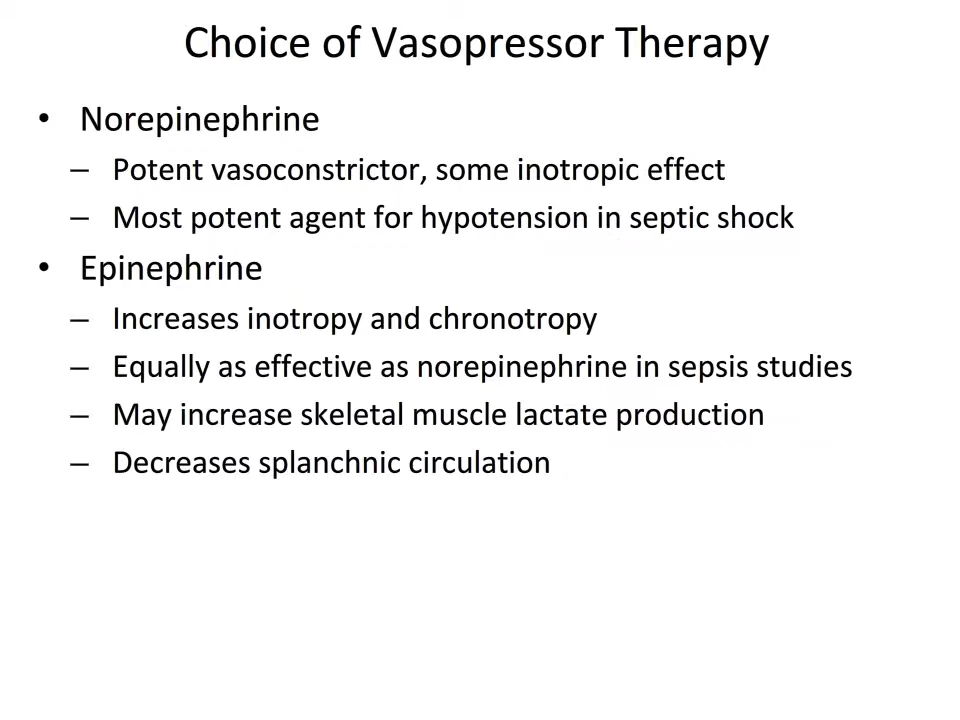 Choice of Vasopressor Therapy
• Norepinephrine
– Potent vasoconstrictor, some inotropic effect
– Most potent agent for hypotension in septic shock
• Epinephrine
– Increases inotropy and chronotropy
– Equally as effective as norepinephrine in sepsis studies
– May increase skeletal muscle lactate production
– Decreases splanchnic circulation